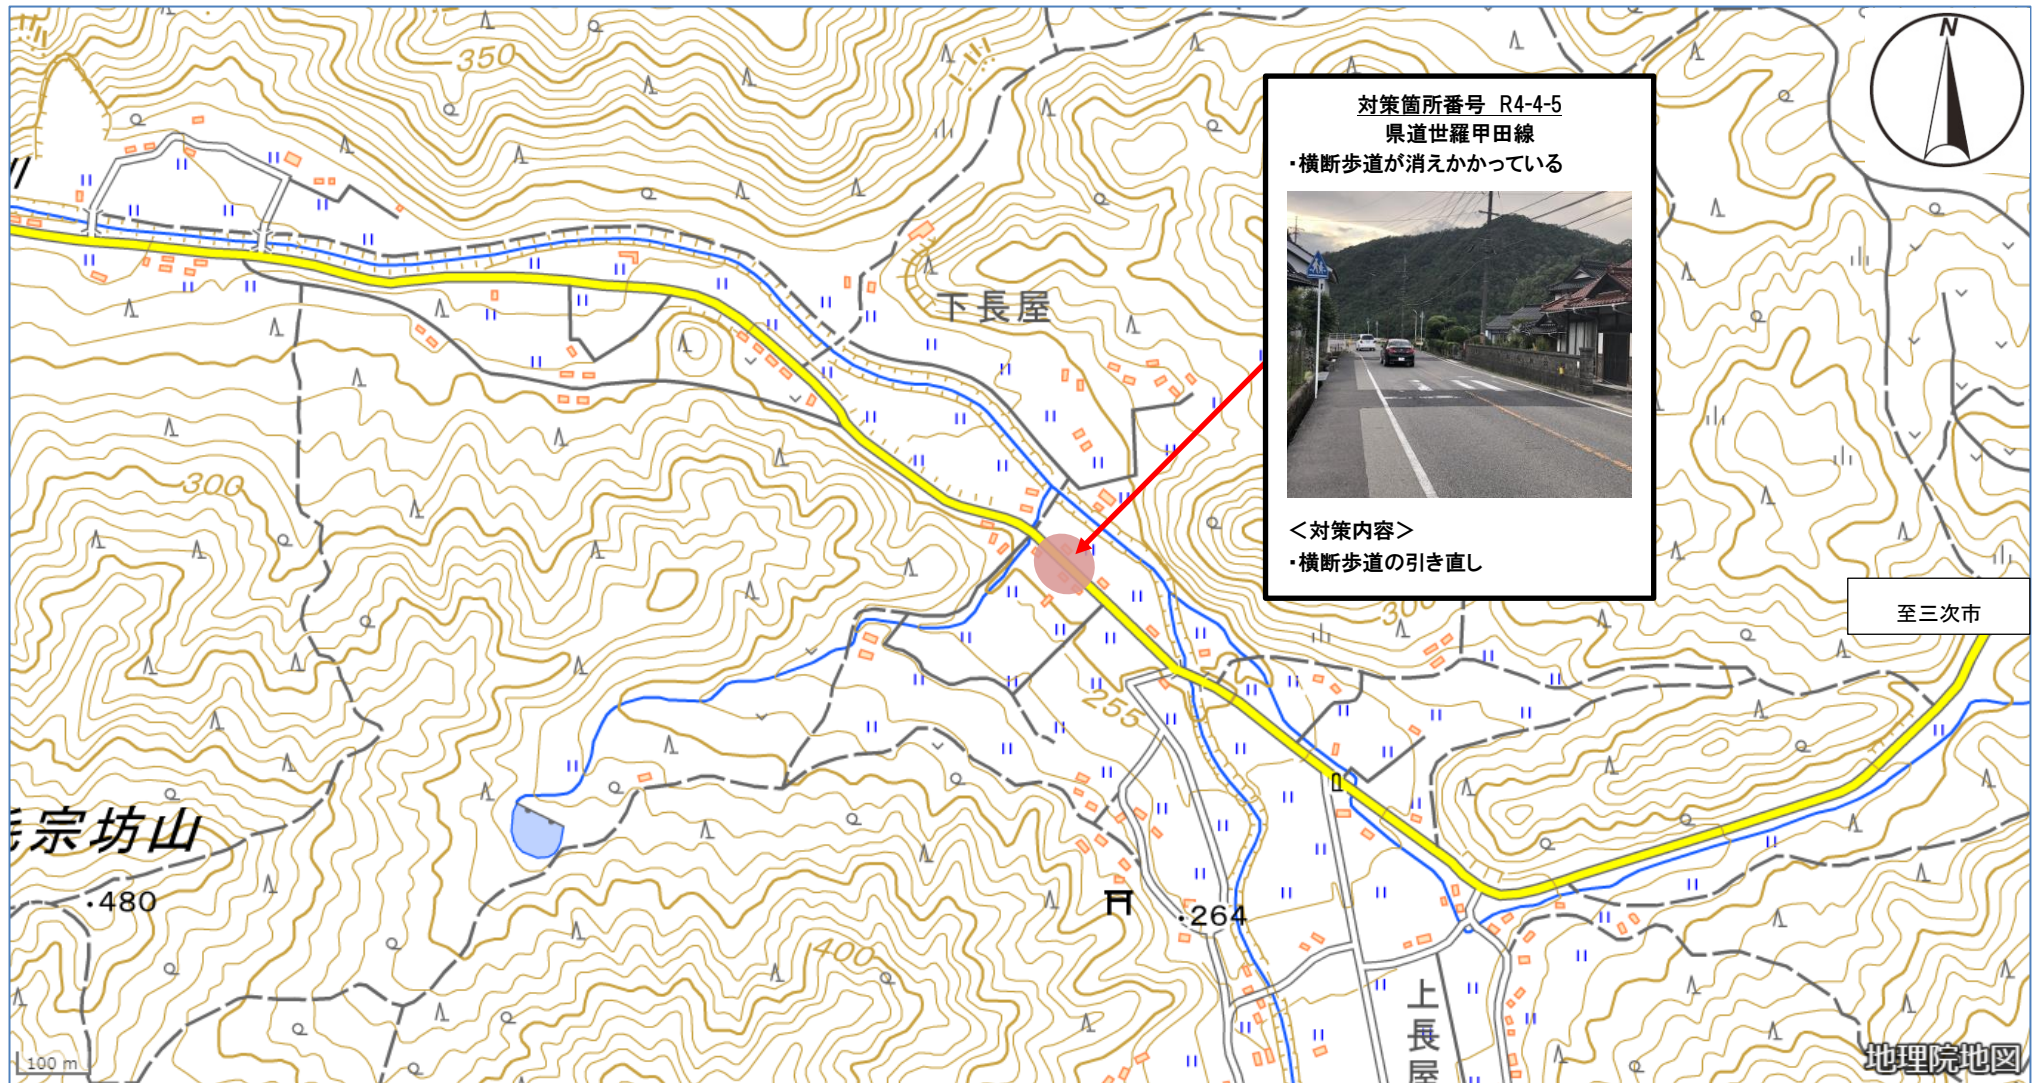 350
N
対策箇所番号 R4-4-5
県道世羅甲田線
・横断歩道が消えかかっている
下長屋
300
<対策内容>
・横断歩道の引き直し
300
至三次市
255
宗坊山
・480
・264
400
上長屋
100 m
地理院地図